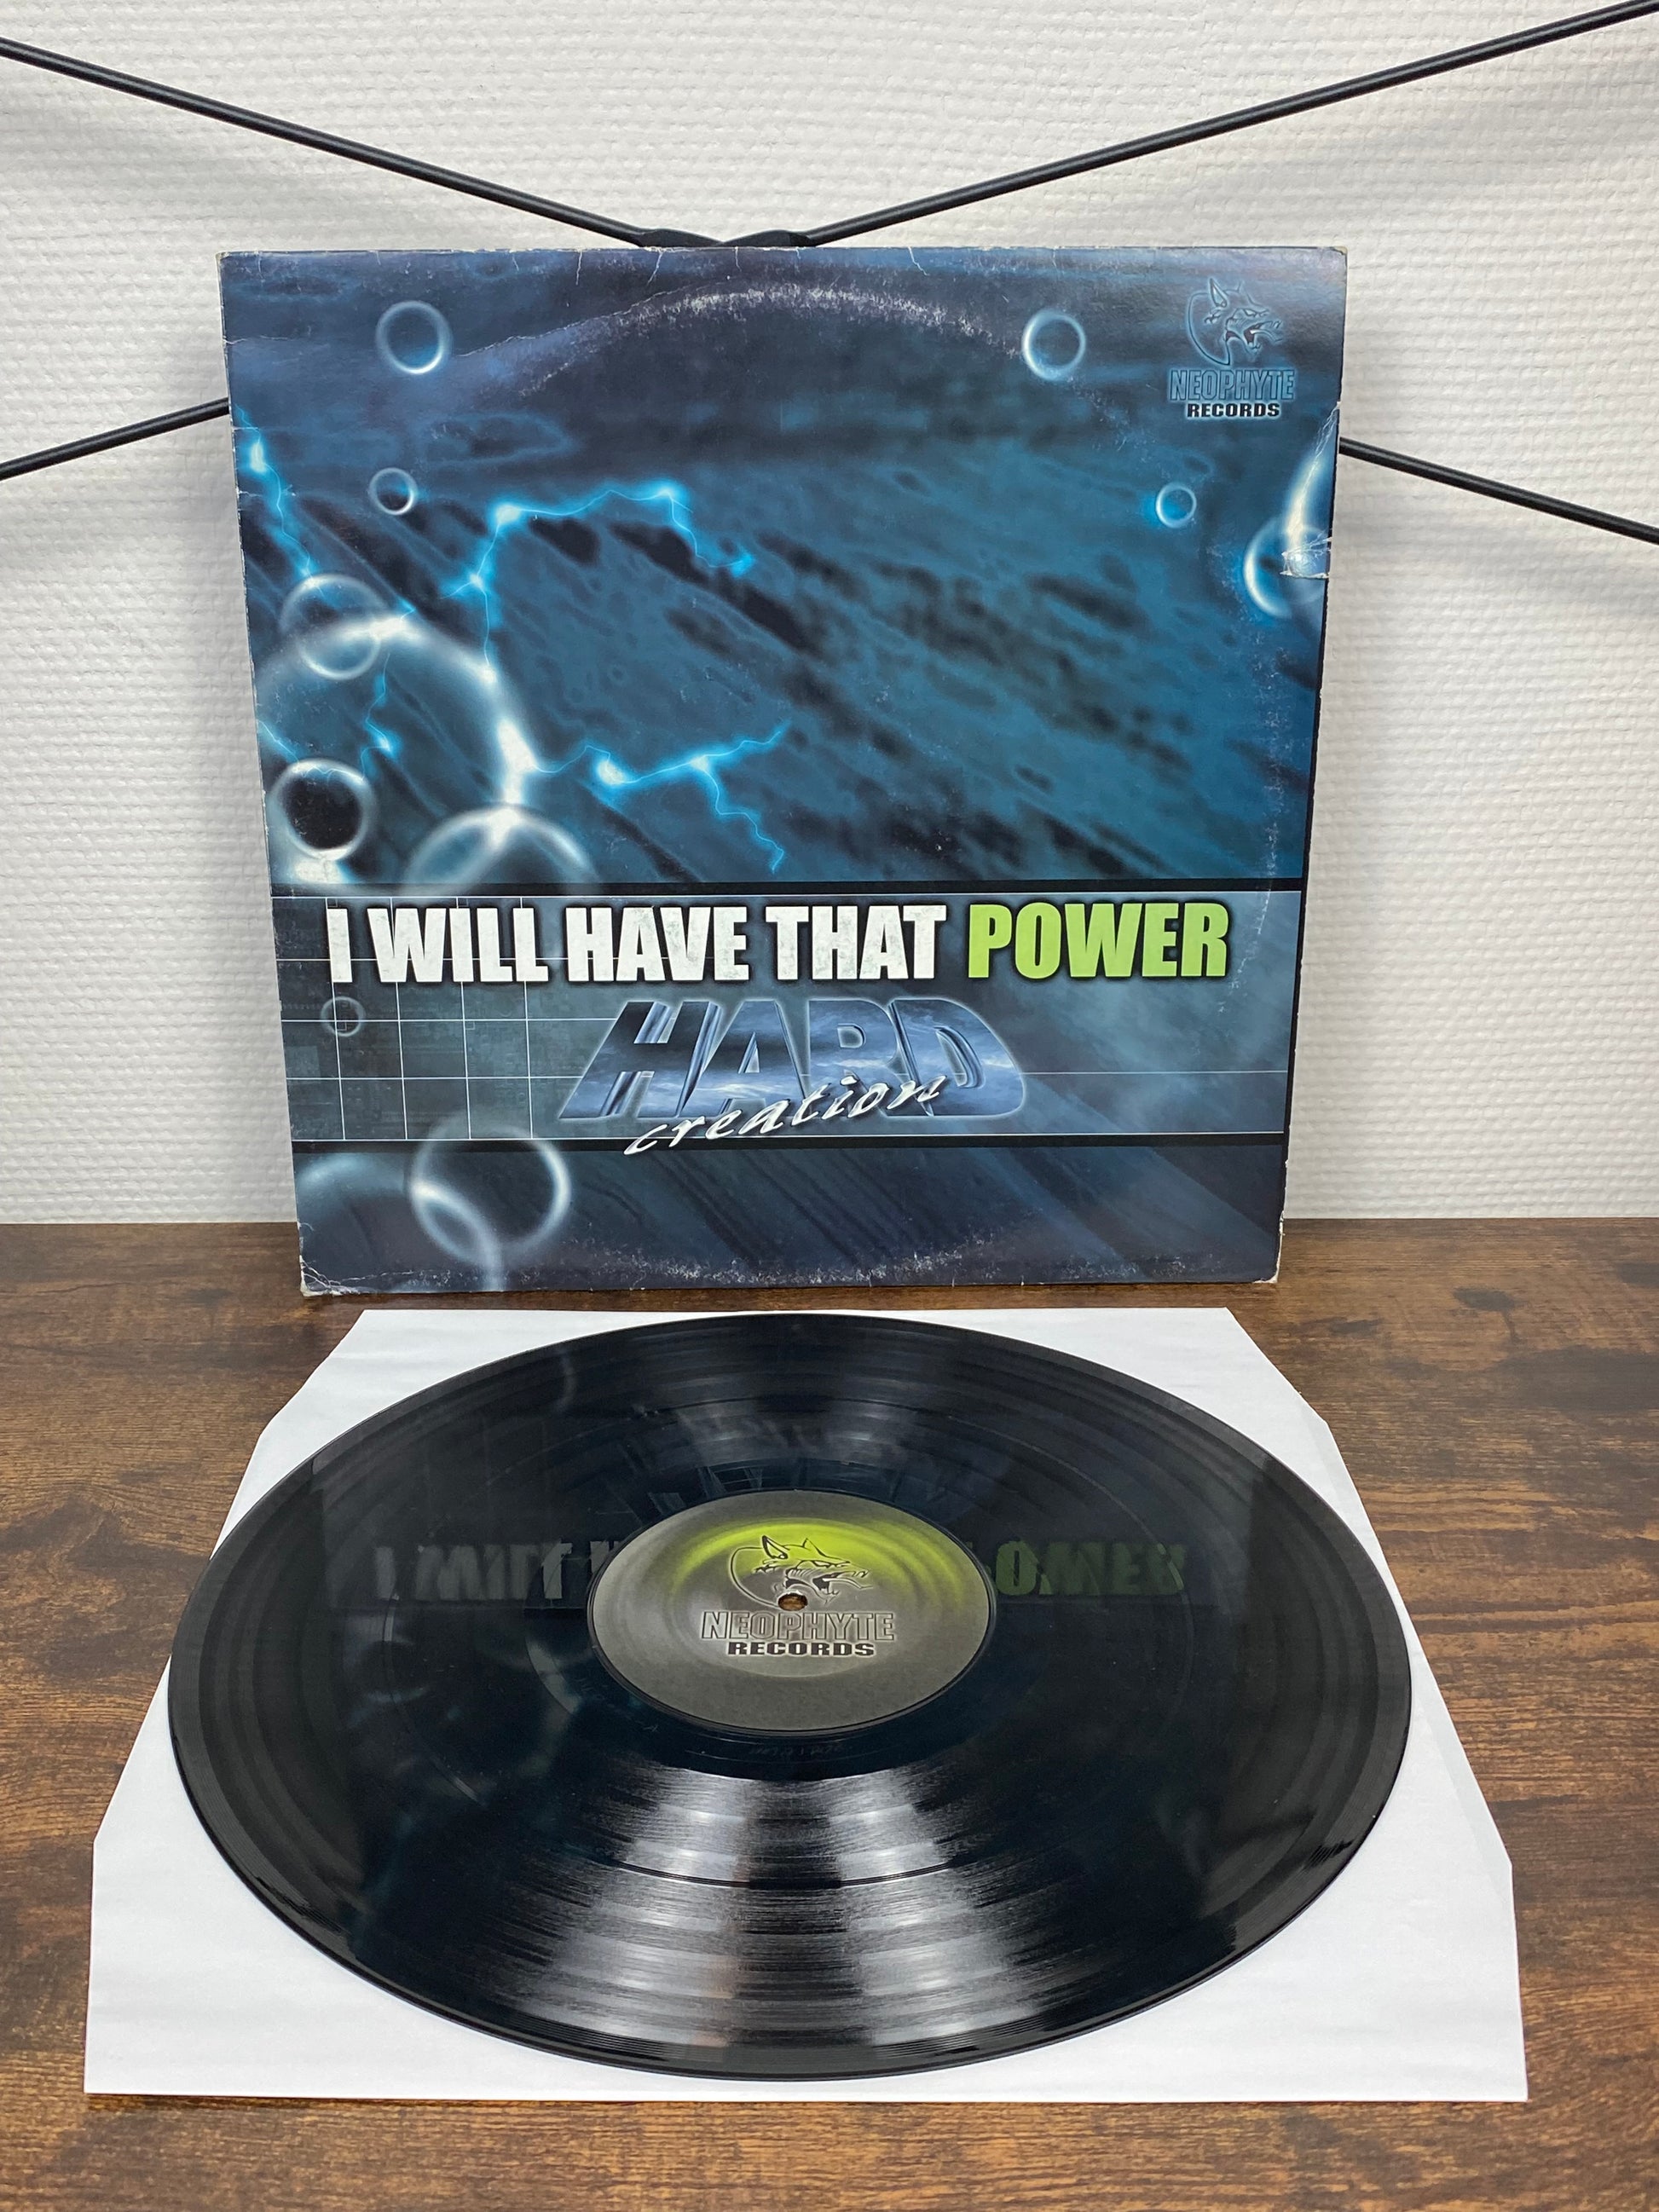 NEOPHYTE
RECORDS
I WILL HAVE THAT POWER
HARD
creation
NEOPHYTE
RECORDS